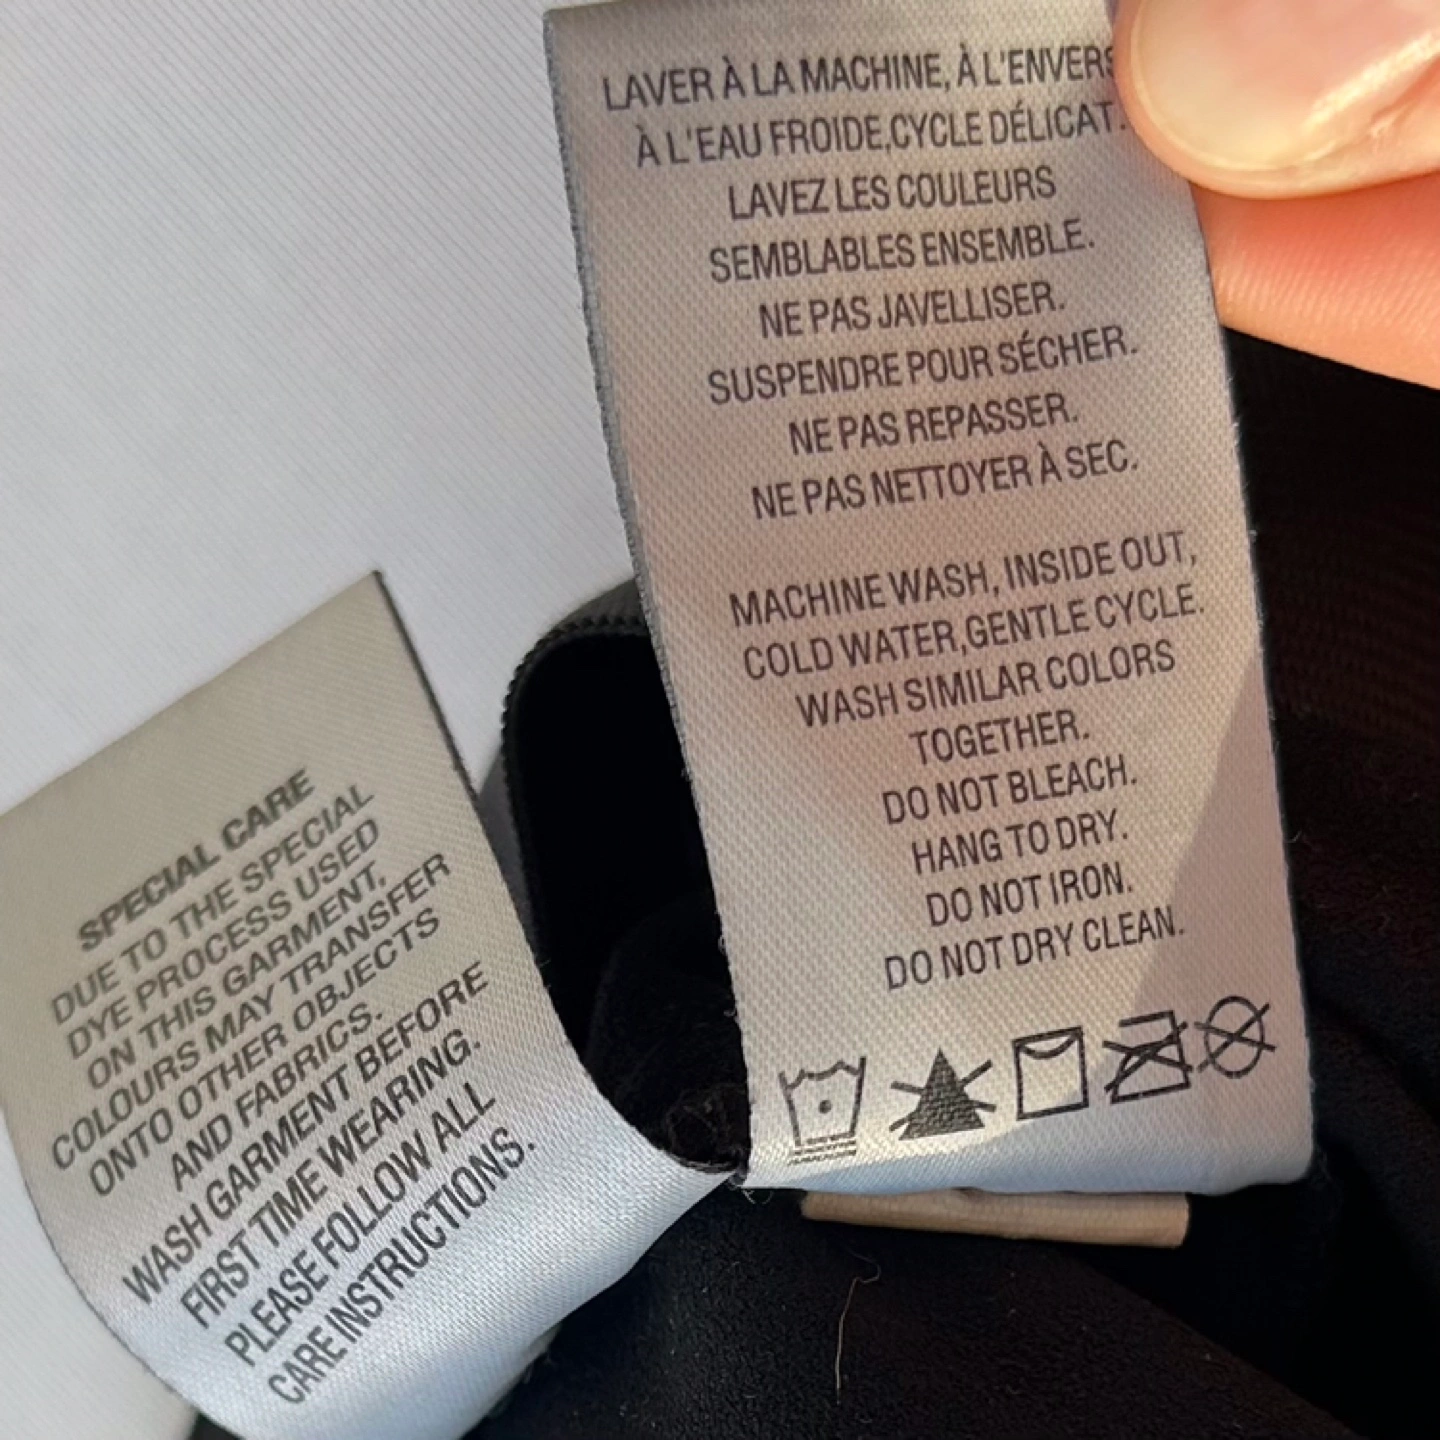 LAVER À LA MACHINE, À L'ENVERS
À L'EAU FROIDE,CYCLE DÉLICAT.
LAVEZ LES COULEURS
SEMBLABLES ENSEMBLE.
NE PAS JAVELLISER.
SUSPENDRE POUR SÉCHER.
NE PAS REPASSER.
NE PAS NETTOYER À SEC.
MACHINE WASH, INSIDE OUT,
COLD WATER,GENTLE CYCLE.
WASH SIMILAR COLORS
TOGETHER.
DO NOT BLEACH.
HANG TO DRY.
DO NOT IRON.
DO NOT DRY CLEAN.
SPECIAL CARE
DUE TO THE SPECIAL
DYE PROCESS USED
ON THIS GARMENT,
COLOURS MAY TRANSFER
ONTO OTHER OBJECTS
AND FABRICS.
WASH GARMENT BEFORE
FIRST TIME WEARING.
PLEASE FOLLOW ALL
CARE INSTRUCTIONS.